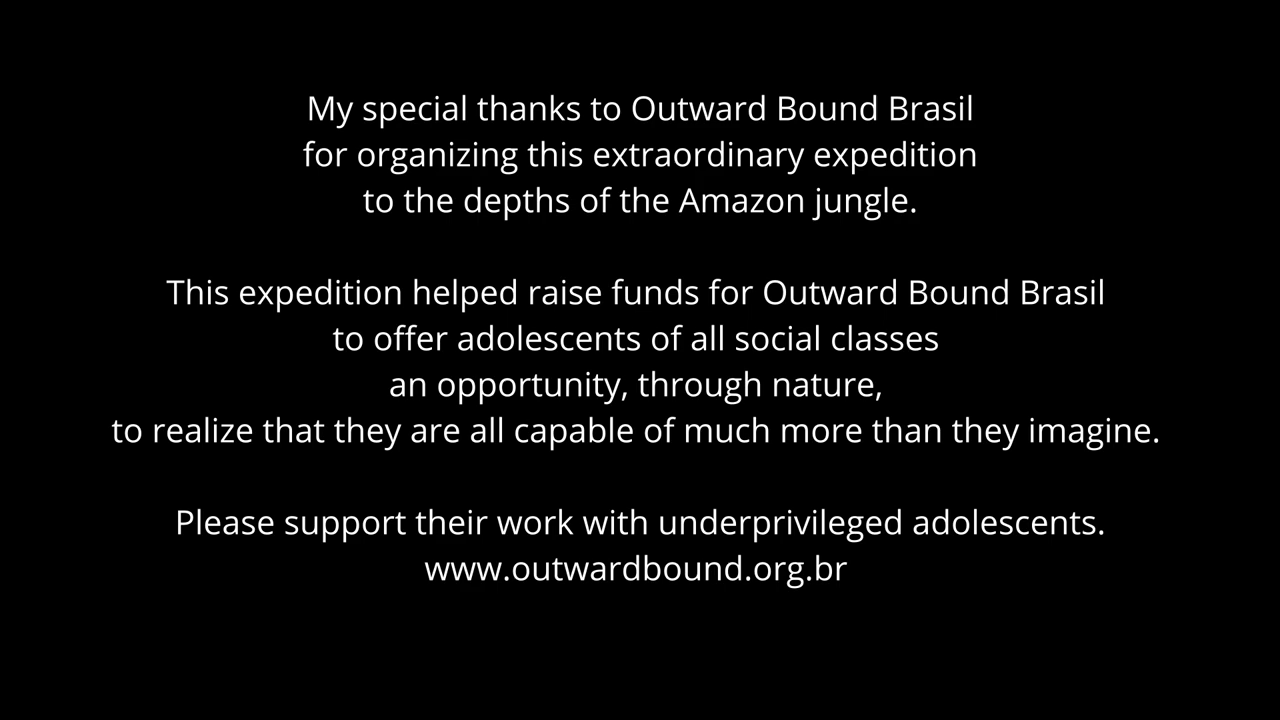 My special thanks to Outward Bound Brasil
for organizing this extraordinary expedition
to the depths of the Amazon jungle.
This expedition helped raise funds for Outward Bound Brasil
to offer adolescents of all social classes
an opportunity, through nature,
to realize that they are all capable of much more than they imagine.
Please support their work with underprivileged adolescents.
www.outwardbound.org.br